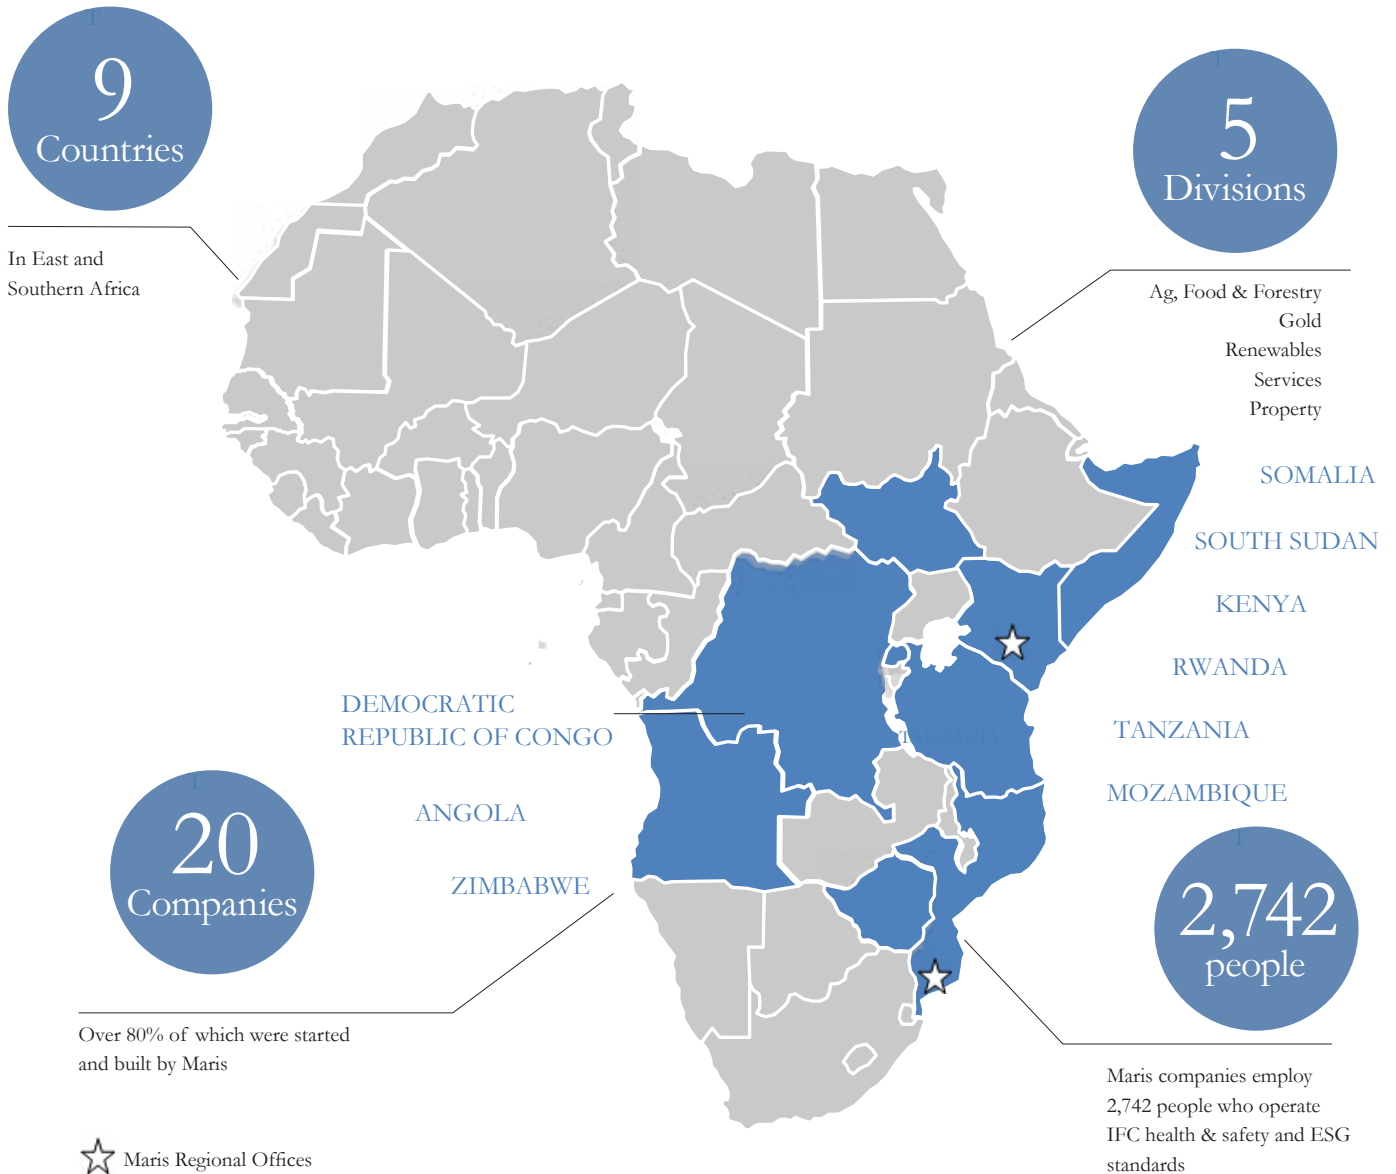 T
9
Countries
In East and
Southern Africa
T
5
Divisions
Ag, Food & Forestry
Gold
Renewables
Services
Property
SOMALIA
SOUTH SUDAN
KENYA
RWANDA
TANZANIA
MOZAMBIQUE
DEMOCRATIC
REPUBLIC OF CONGO
ANGOLA
ZIMBABWE
TANZANIA
T
20
Companies
Over 80% of which were started
and built by Maris
T
2,742
people
Maris companies employ
2,742 people who operate
IFC health & safety and ESG
standards
Maris Regional Offices